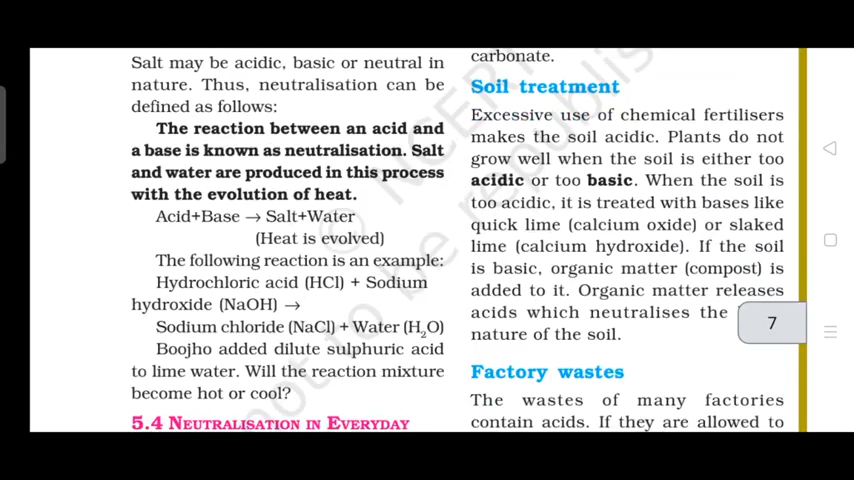 Salt may be acidic, basic or neutral in
nature. Thus, neutralisation can be
defined as follows:
The reaction between an acid and
a base is known as neutralisation. Salt
and water are produced in this process
with the evolution of heat.
Acid+Base → Salt+Water
(Heat is evolved)
The following reaction is an example:
Hydrochloric acid (HCl) + Sodium
hydroxide (NaOH) →
Sodium chloride (NaCl) + Water (H₂O)
Boojho added dilute sulphuric acid
to lime water. Will the reaction mixture
become hot or cool?
5.4 NEUTRALISATION IN EVERYDAY
carbonate.
Soil treatment
Excessive use of chemical fertilisers
makes the soil acidic. Plants do not
grow well when the soil is either too
acidic or too basic. When the soil is
too acidic, it is treated with bases like
quick lime (calcium oxide) or slaked
lime (calcium hydroxide). If the soil
is basic, organic matter (compost) is
added to it. Organic matter releases
acids which neutralises the
nature of the soil.
Factory wastes
The wastes of many factories
contain acids. If they are allowed to
7
© NCERT
not to be republis